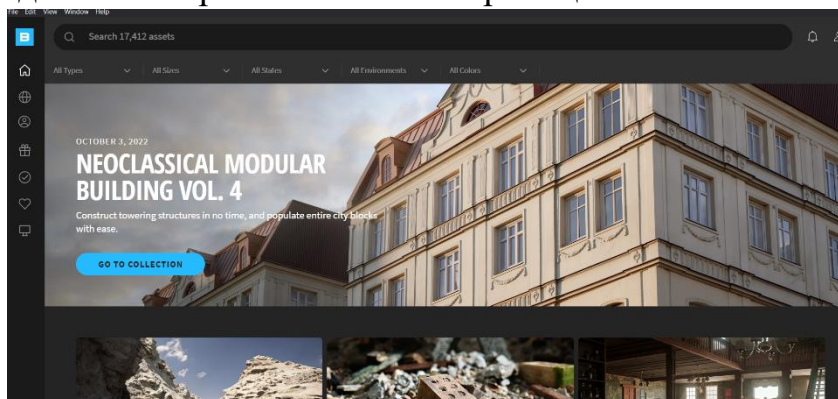 File Edit View Window Help
B
Search 17,412 assets
All Types All Sizes All States All Environments All Colors
OCTOBER 3, 2022
NEOCLASSICAL MODULAR
BUILDING VOL. 4
Construct towering structures in no time, and populate entire city blocks
with ease.
GO TO COLLECTION